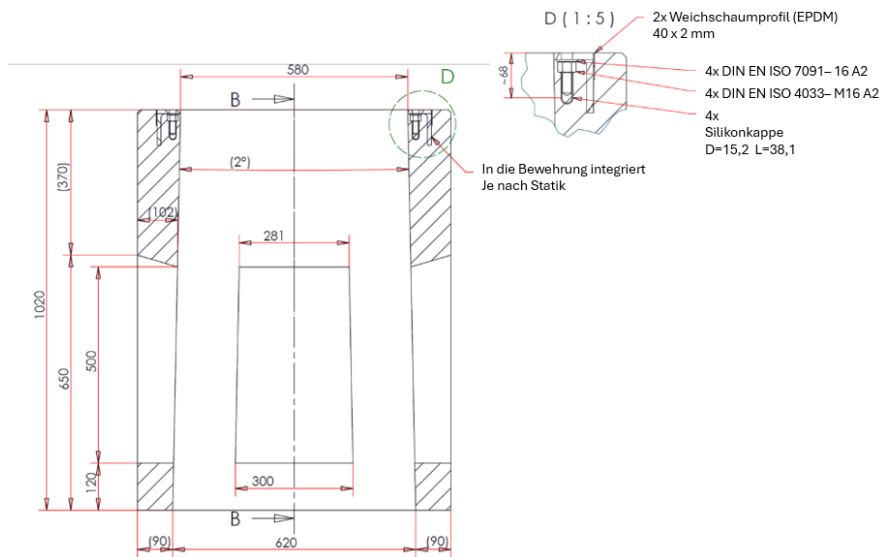 D ( 1 : 5 )
2x Weichschaumprofil (EPDM)
40 x 2 mm
~68
4x DIN EN ISO 7091– 16 A2
4x DIN EN ISO 4033– M16 A2
4x
Silikonkappe
D=15,2 L=38,1
580
D
B
In die Bewehrung integriert
Je nach Statik
(370)
(2°)
(102)
281
1020
650
500
300
120
B
(90)
620
(90)